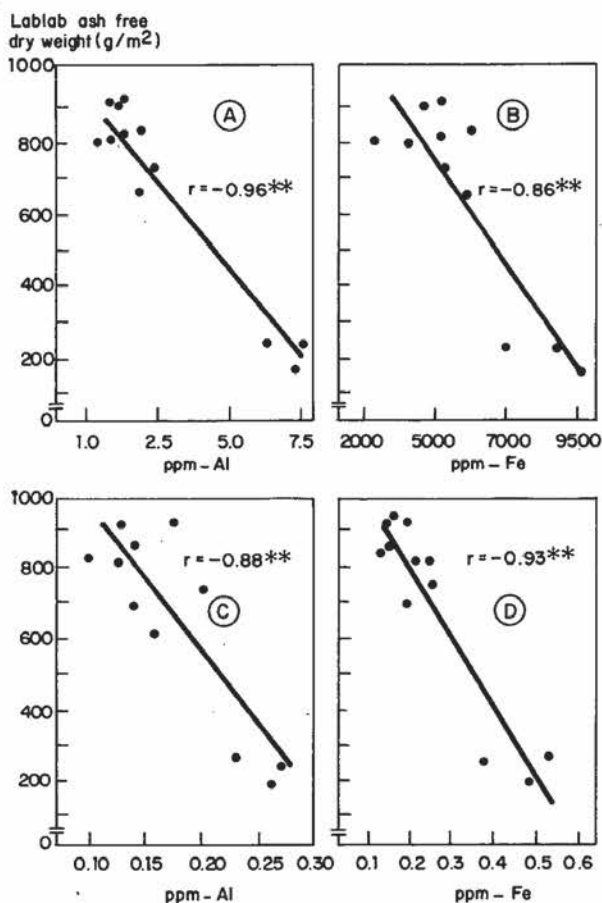 Lablab ash free
dry weight (g/m²)
1000
800
600
400
200
0
A
r=-0.96**
1.0 2.5 5.0 7.5
ppm-Al
B
r=-0.86**
2000 5000 7000 9500
ppm-Fe
1000
800
600
400
200
0
r=-0.88**
C
0.10 0.15 0.20 0.30
ppm-Al
r=-0.93**
D
0.1 0.2 0.3 0.4 0.5 0.6
ppm-Fe